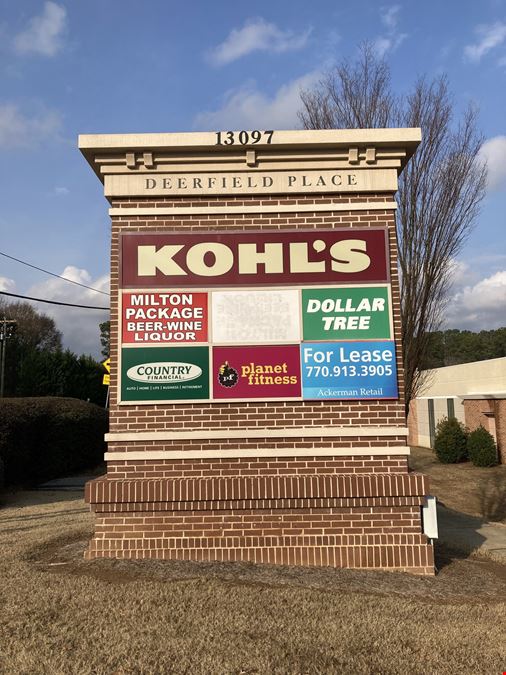 13097
DEERFIELD PLACE
KOHL'S
MILTON
PACKAGE
BEER-WINE
LIQUOR
DOLLAR
TREE
COUNTRY
FINANCIAL
AUTO | HOME | LIFE | BUSINESS | RETIREMENT
planet
fitness
For Lease
770.913.3905
Ackerman Retail